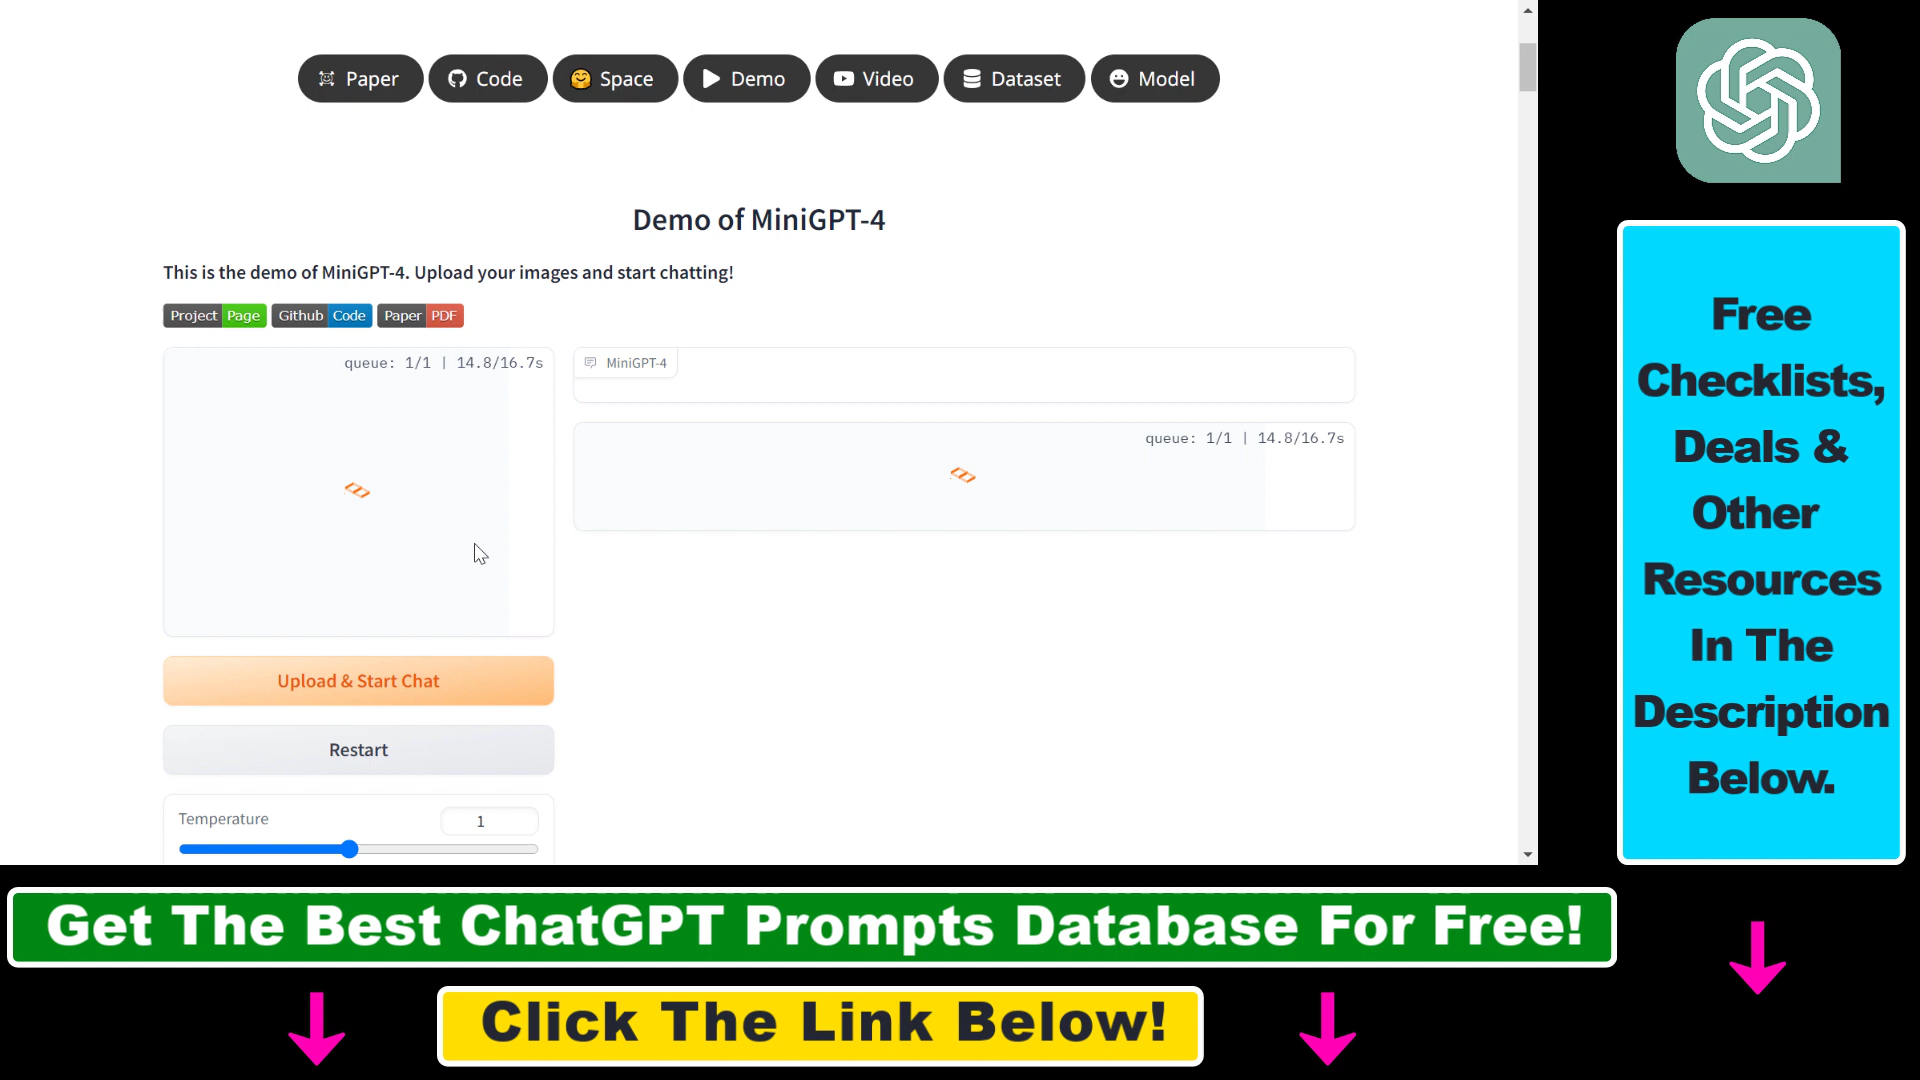 Paper
Code
Space
Demo
Video
Dataset
Model
Demo of MiniGPT-4
This is the demo of MiniGPT-4. Upload your images and start chatting!
Project Page
Github Code
Paper PDF
queue: 1/1 | 14.8/16.7s
MiniGPT-4
queue: 1/1 | 14.8/16.7s
Upload & Start Chat
Restart
Temperature
1
Free
Checklists,
Deals &
Other
Resources
In The
Description
Below.
Get The Best ChatGPT Prompts Database For Free!
Click The Link Below!